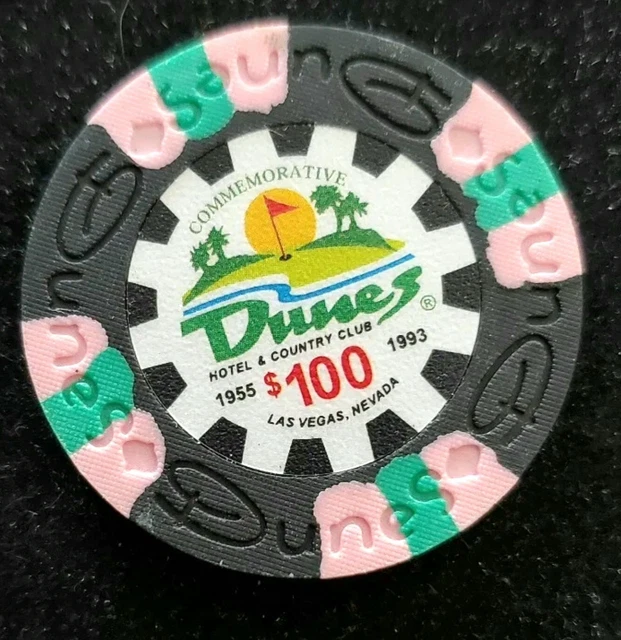 COMMEMORATIVE
Dunes®
HOTEL & COUNTRY CLUB
1955 $100 1993
LAS VEGAS, NEVADA
Dunes
Dunes
Dunes
Dunes